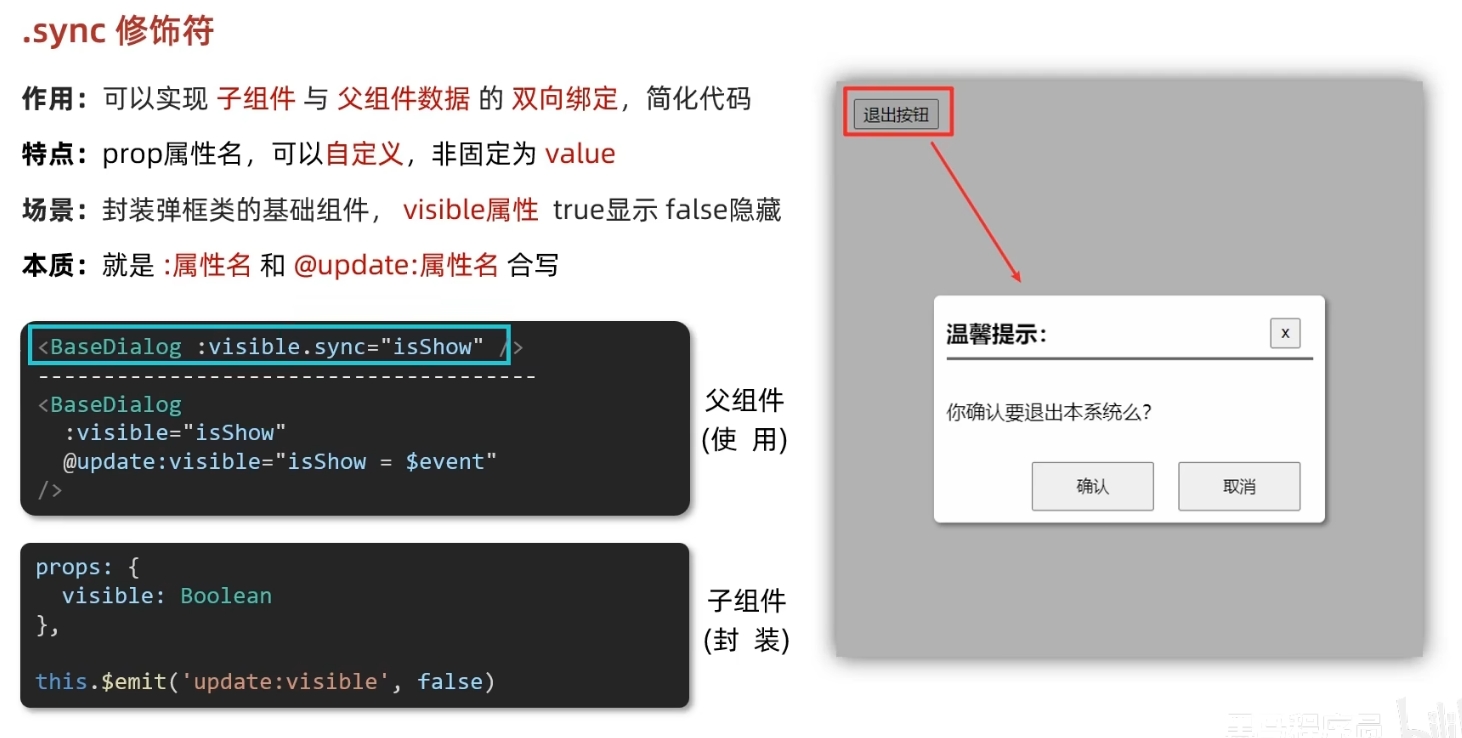 .sync 修饰符
作用：可以实现 子组件 与 父组件数据 的 双向绑定，简化代码
特点：prop属性名，可以自定义，非固定为 value
场景：封装弹框类的基础组件， visible属性 true显示 false隐藏
本质：就是 :属性名 和 @update:属性名 合写
<BaseDialog :visible.sync="isShow" />
--------------------------------------
<BaseDialog
:visible="isShow"
@update:visible="isShow = $event"
/>
父组件
(使 用)
props: {
visible: Boolean
},
this.$emit('update:visible', false)
子组件
(封 装)
退出按钮
温馨提示：
x
你确认要退出本系统么？
确认
取消